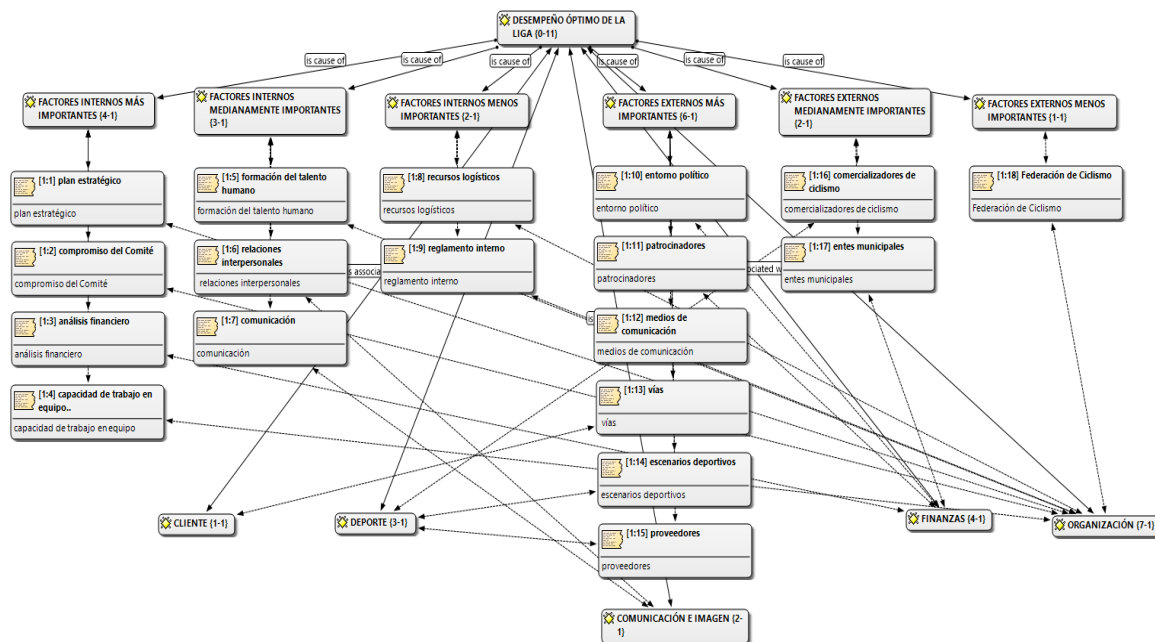 DESEMPEÑO ÓPTIMO DE LA
LIGA {0-11}
is cause of
is cause of
is cause of
is cause of
is cause of
is cause of
FACTORES INTERNOS MÁS
IMPORTANTES {4-1}
FACTORES INTERNOS
MEDIANAMENTE IMPORTANTES
{3-1}
FACTORES INTERNOS MENOS
IMPORTANTES {2-1}
FACTORES EXTERNOS MÁS
IMPORTANTES {6-1}
FACTORES EXTERNOS
MEDIANAMENTE IMPORTANTES
{2-1}
FACTORES EXTERNOS MENOS
IMPORTANTES {1-1}
[1:1] plan estratégico
plan estratégico
[1:2] compromiso del Comité
compromiso del Comité
[1:3] análisis financiero
análisis financiero
[1:4] capacidad de trabajo en
equipo..
capacidad de trabajo en equipo
[1:5] formación del talento
humano
formación del talento humano
[1:6] relaciones
interpersonales
relaciones interpersonales
[1:7] comunicación
comunicación
[1:8] recursos logísticos
recursos logísticos
[1:9] reglamento interno
reglamento interno
s associa
[1:10] entorno político
entorno político
[1:11] patrocinadores
patrocinadores
[1:12] medios de
comunicación
medios de comunicación
is
[1:13] vías
vías
[1:14] escenarios deportivos
escenarios deportivos
[1:15] proveedores
proveedores
[1:16] comercializadores de
ciclismo
comercializadores de ciclismo
[1:17] entes municipales
entes municipales
ociated w
[1:18] Federación de Ciclismo
Federación de Ciclismo
CLIENTE {1-1}
DEPORTE {3-1}
FINANZAS {4-1}
ORGANIZACIÓN {7-1}
COMUNICACIÓN E IMAGEN {2-
1}